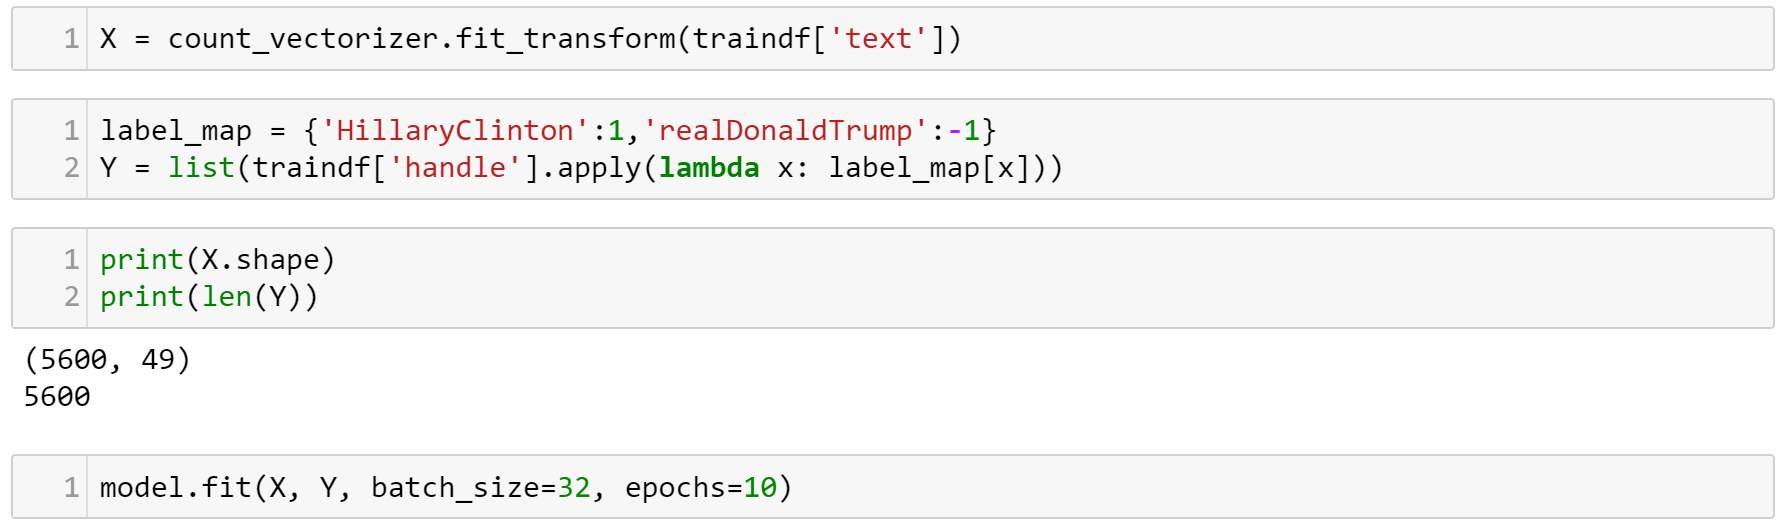 1 X = count_vectorizer.fit_transform(traindf['text'])
1 label_map = {'HillaryClinton':1,'realDonaldTrump':-1}
2 Y = list(traindf['handle'].apply(lambda x: label_map[x]))
1 print(X.shape)
2 print(len(Y))
(5600, 49)
5600
1 model.fit(X, Y, batch_size=32, epochs=10)